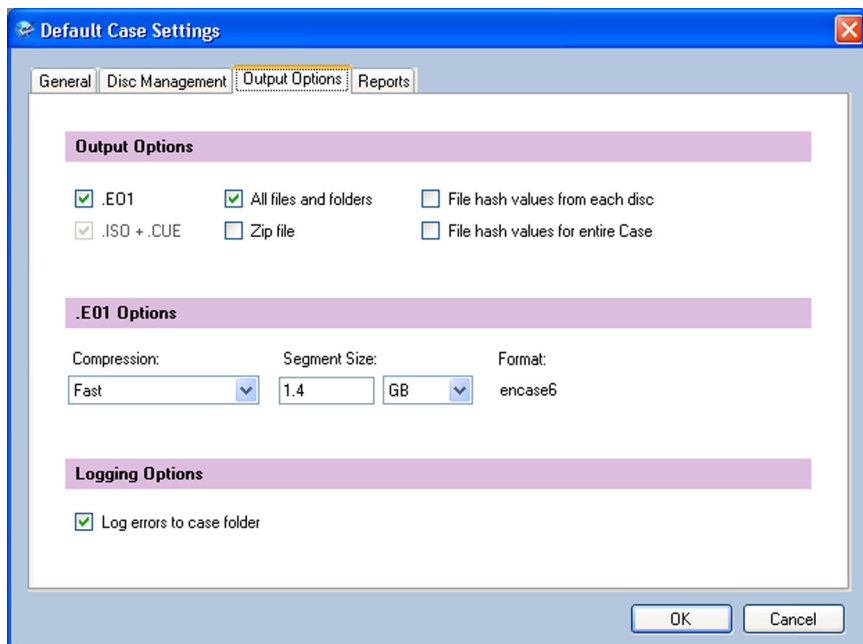 Default Case Settings
General Disc Management Output Options Reports
Output Options
.E01 All files and folders File hash values from each disc
.ISO + .CUE Zip file File hash values for entire Case
.E01 Options
Compression: Segment Size: Format:
Fast 1.4 GB encase6
Logging Options
Log errors to case folder
OK Cancel